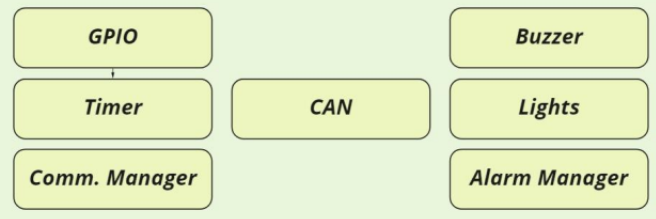 GPIO
Buzzer
Timer
CAN
Lights
Comm. Manager
Alarm Manager